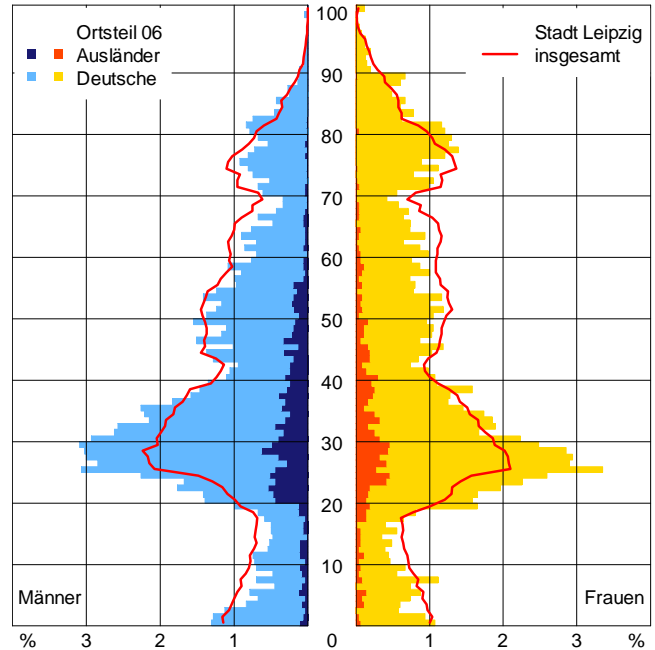 Ortsteil 06
Ausländer
Deutsche
Stadt Leipzig
insgesamt
100
90
80
70
60
50
40
30
20
10
Männer
Frauen
% 3 2 1 0 1 2 3 %